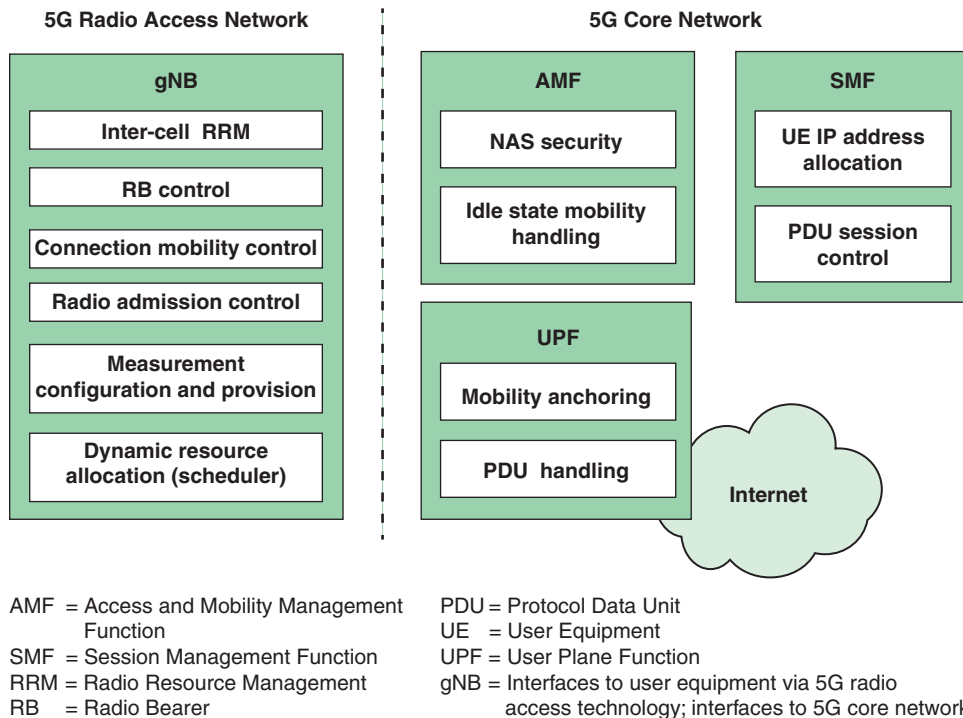 5G Radio Access Network
5G Core Network
gNB
Inter-cell RRM
RB control
Connection mobility control
Radio admission control
Measurement
configuration and provision
Dynamic resource
allocation (scheduler)
AMF
NAS security
Idle state mobility
handling
SMF
UE IP address
allocation
PDU session
control
UPF
Mobility anchoring
PDU handling
Internet
AMF = Access and Mobility Management
Function
SMF = Session Management Function
RRM = Radio Resource Management
RB = Radio Bearer
PDU = Protocol Data Unit
UE = User Equipment
UPF = User Plane Function
gNB = Interfaces to user equipment via 5G radio
access technology; interfaces to 5G core network